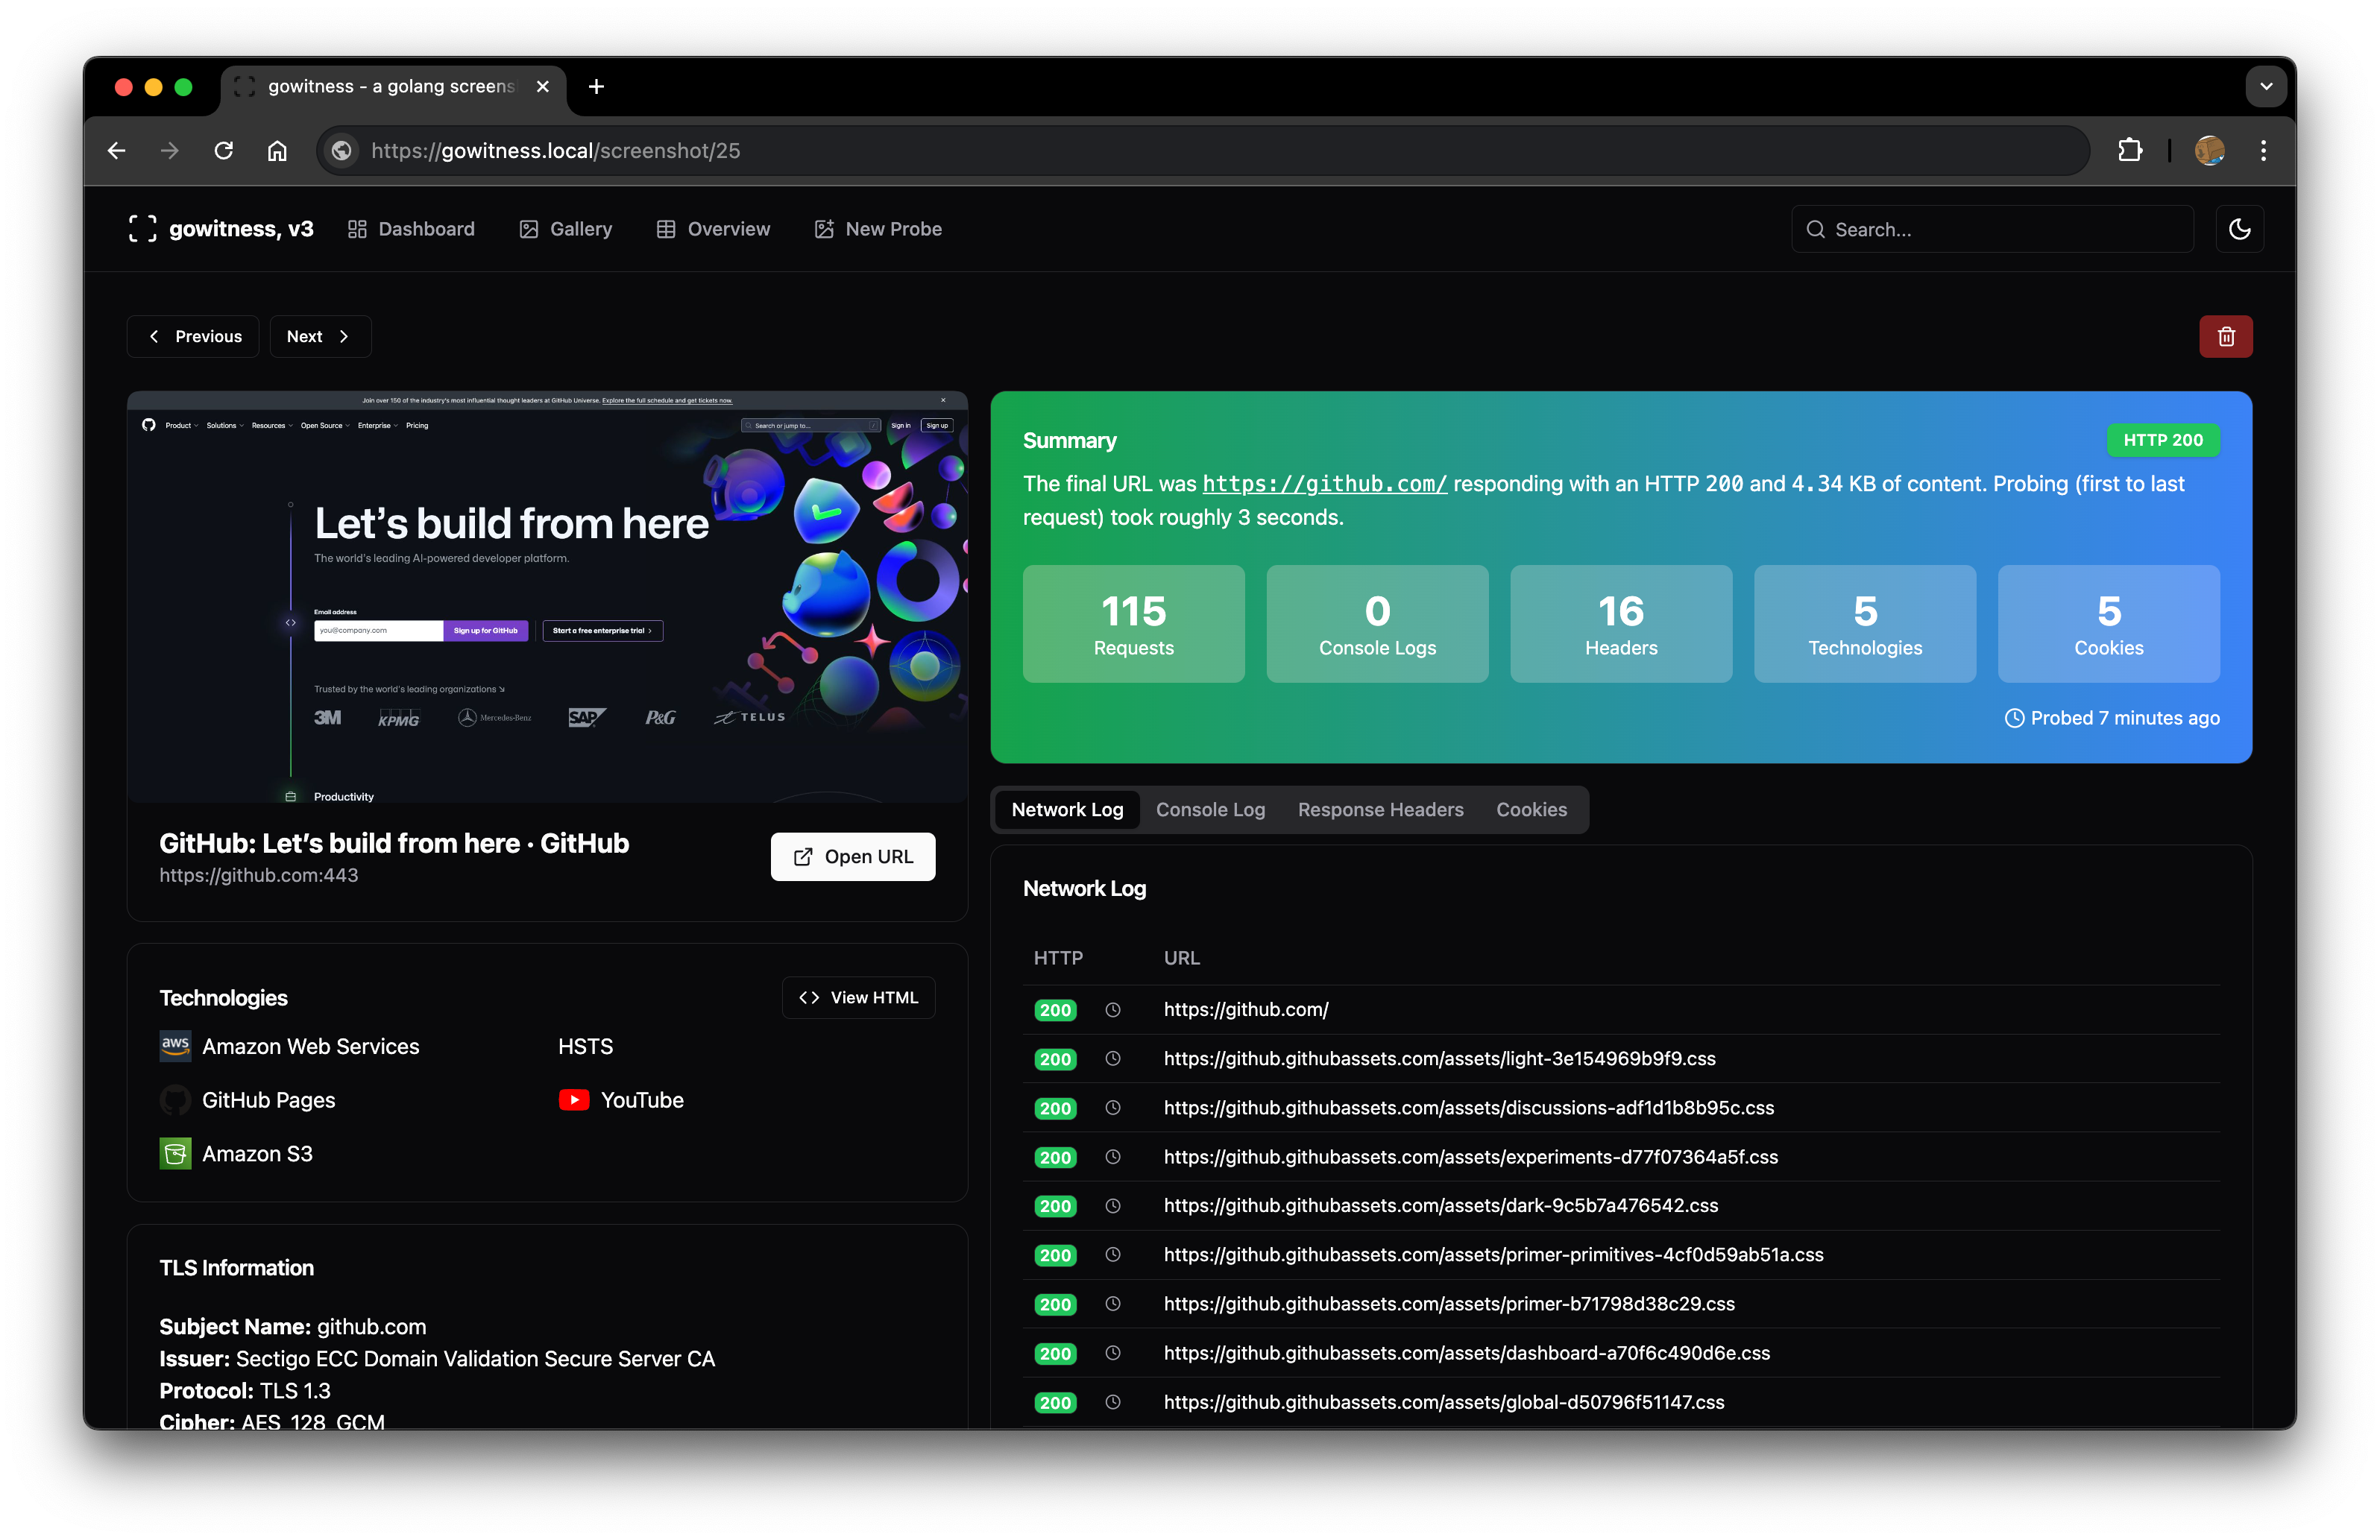 gowitness - a golang screens
https://gowitness.local/screenshot/25
gowitness, v3
Dashboard
Gallery
Overview
New Probe
Search...
Previous
Next
Join over 150 of the industry's most influential thought leaders at GitHub Universe. Explore the full schedule and get tickets now.
Product
Solutions
Resources
Open Source
Enterprise
Pricing
Search or jump to...
/
Sign in
Sign up
Let's build from here
The world's leading AI-powered developer platform.
Email address
you@company.com
Sign up for GitHub
Start a free enterprise trial
Trusted by the world's leading organizations ↘
3M
KPMG
Mercedes-Benz
SAP
P&G
TELUS
Productivity
GitHub: Let's build from here · GitHub
https://github.com:443
Open URL
Technologies
View HTML
aws
Amazon Web Services
HSTS
GitHub Pages
YouTube
Amazon S3
TLS Information
Subject Name: github.com
Issuer: Sectigo ECC Domain Validation Secure Server CA
Protocol: TLS 1.3
Cipher: AES_128_GCM
Summary
HTTP 200
The final URL was https://github.com/ responding with an HTTP 200 and 4.34 KB of content. Probing (first to last
request) took roughly 3 seconds.
115
Requests
0
Console Logs
16
Headers
5
Technologies
5
Cookies
Probed 7 minutes ago
Network Log
Console Log
Response Headers
Cookies
Network Log
HTTP URL
200 https://github.com/
200 https://github.githubassets.com/assets/light-3e154969b9f9.css
200 https://github.githubassets.com/assets/discussions-adf1d1b8b95c.css
200 https://github.githubassets.com/assets/experiments-d77f07364a5f.css
200 https://github.githubassets.com/assets/dark-9c5b7a476542.css
200 https://github.githubassets.com/assets/primer-primitives-4cf0d59ab51a.css
200 https://github.githubassets.com/assets/primer-b71798d38c29.css
200 https://github.githubassets.com/assets/dashboard-a70f6c490d6e.css
200 https://github.githubassets.com/assets/global-d50796f51147.css